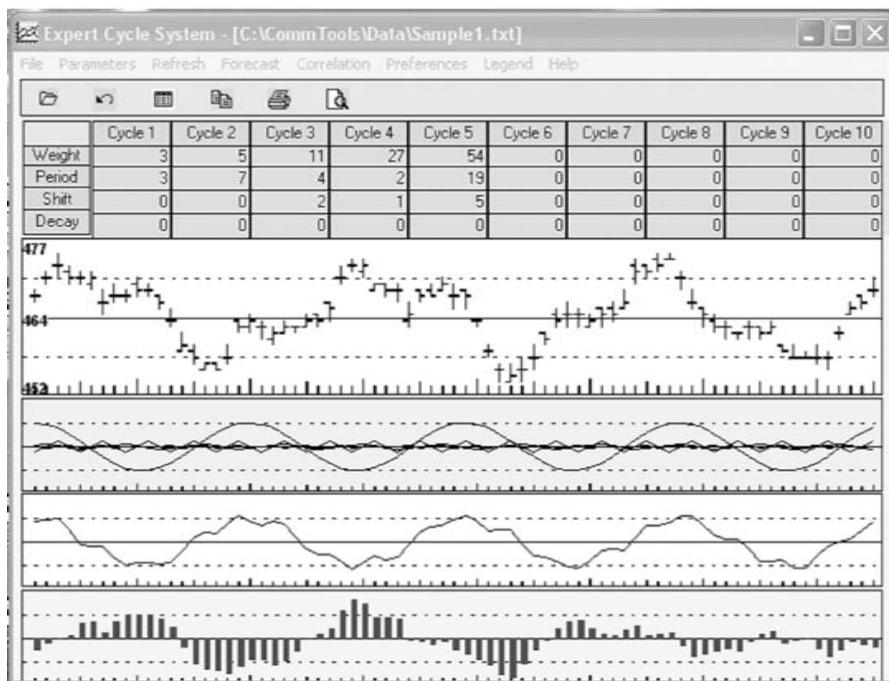 Expert Cycle System - [C:\CommTools\Data\Sample1.txt]
File Parameters Refresh Forecast Correlation Preferences Legend Help
Cycle 1 Cycle 2 Cycle 3 Cycle 4 Cycle 5 Cycle 6 Cycle 7 Cycle 8 Cycle 9 Cycle 10
Weight 3 5 11 27 54 0 0 0 0 0
Period 3 7 4 2 19 0 0 0 0 0
Shift 0 0 2 1 5 0 0 0 0 0
Decay 0 0 0 0 0 0 0 0 0 0
477
464
452